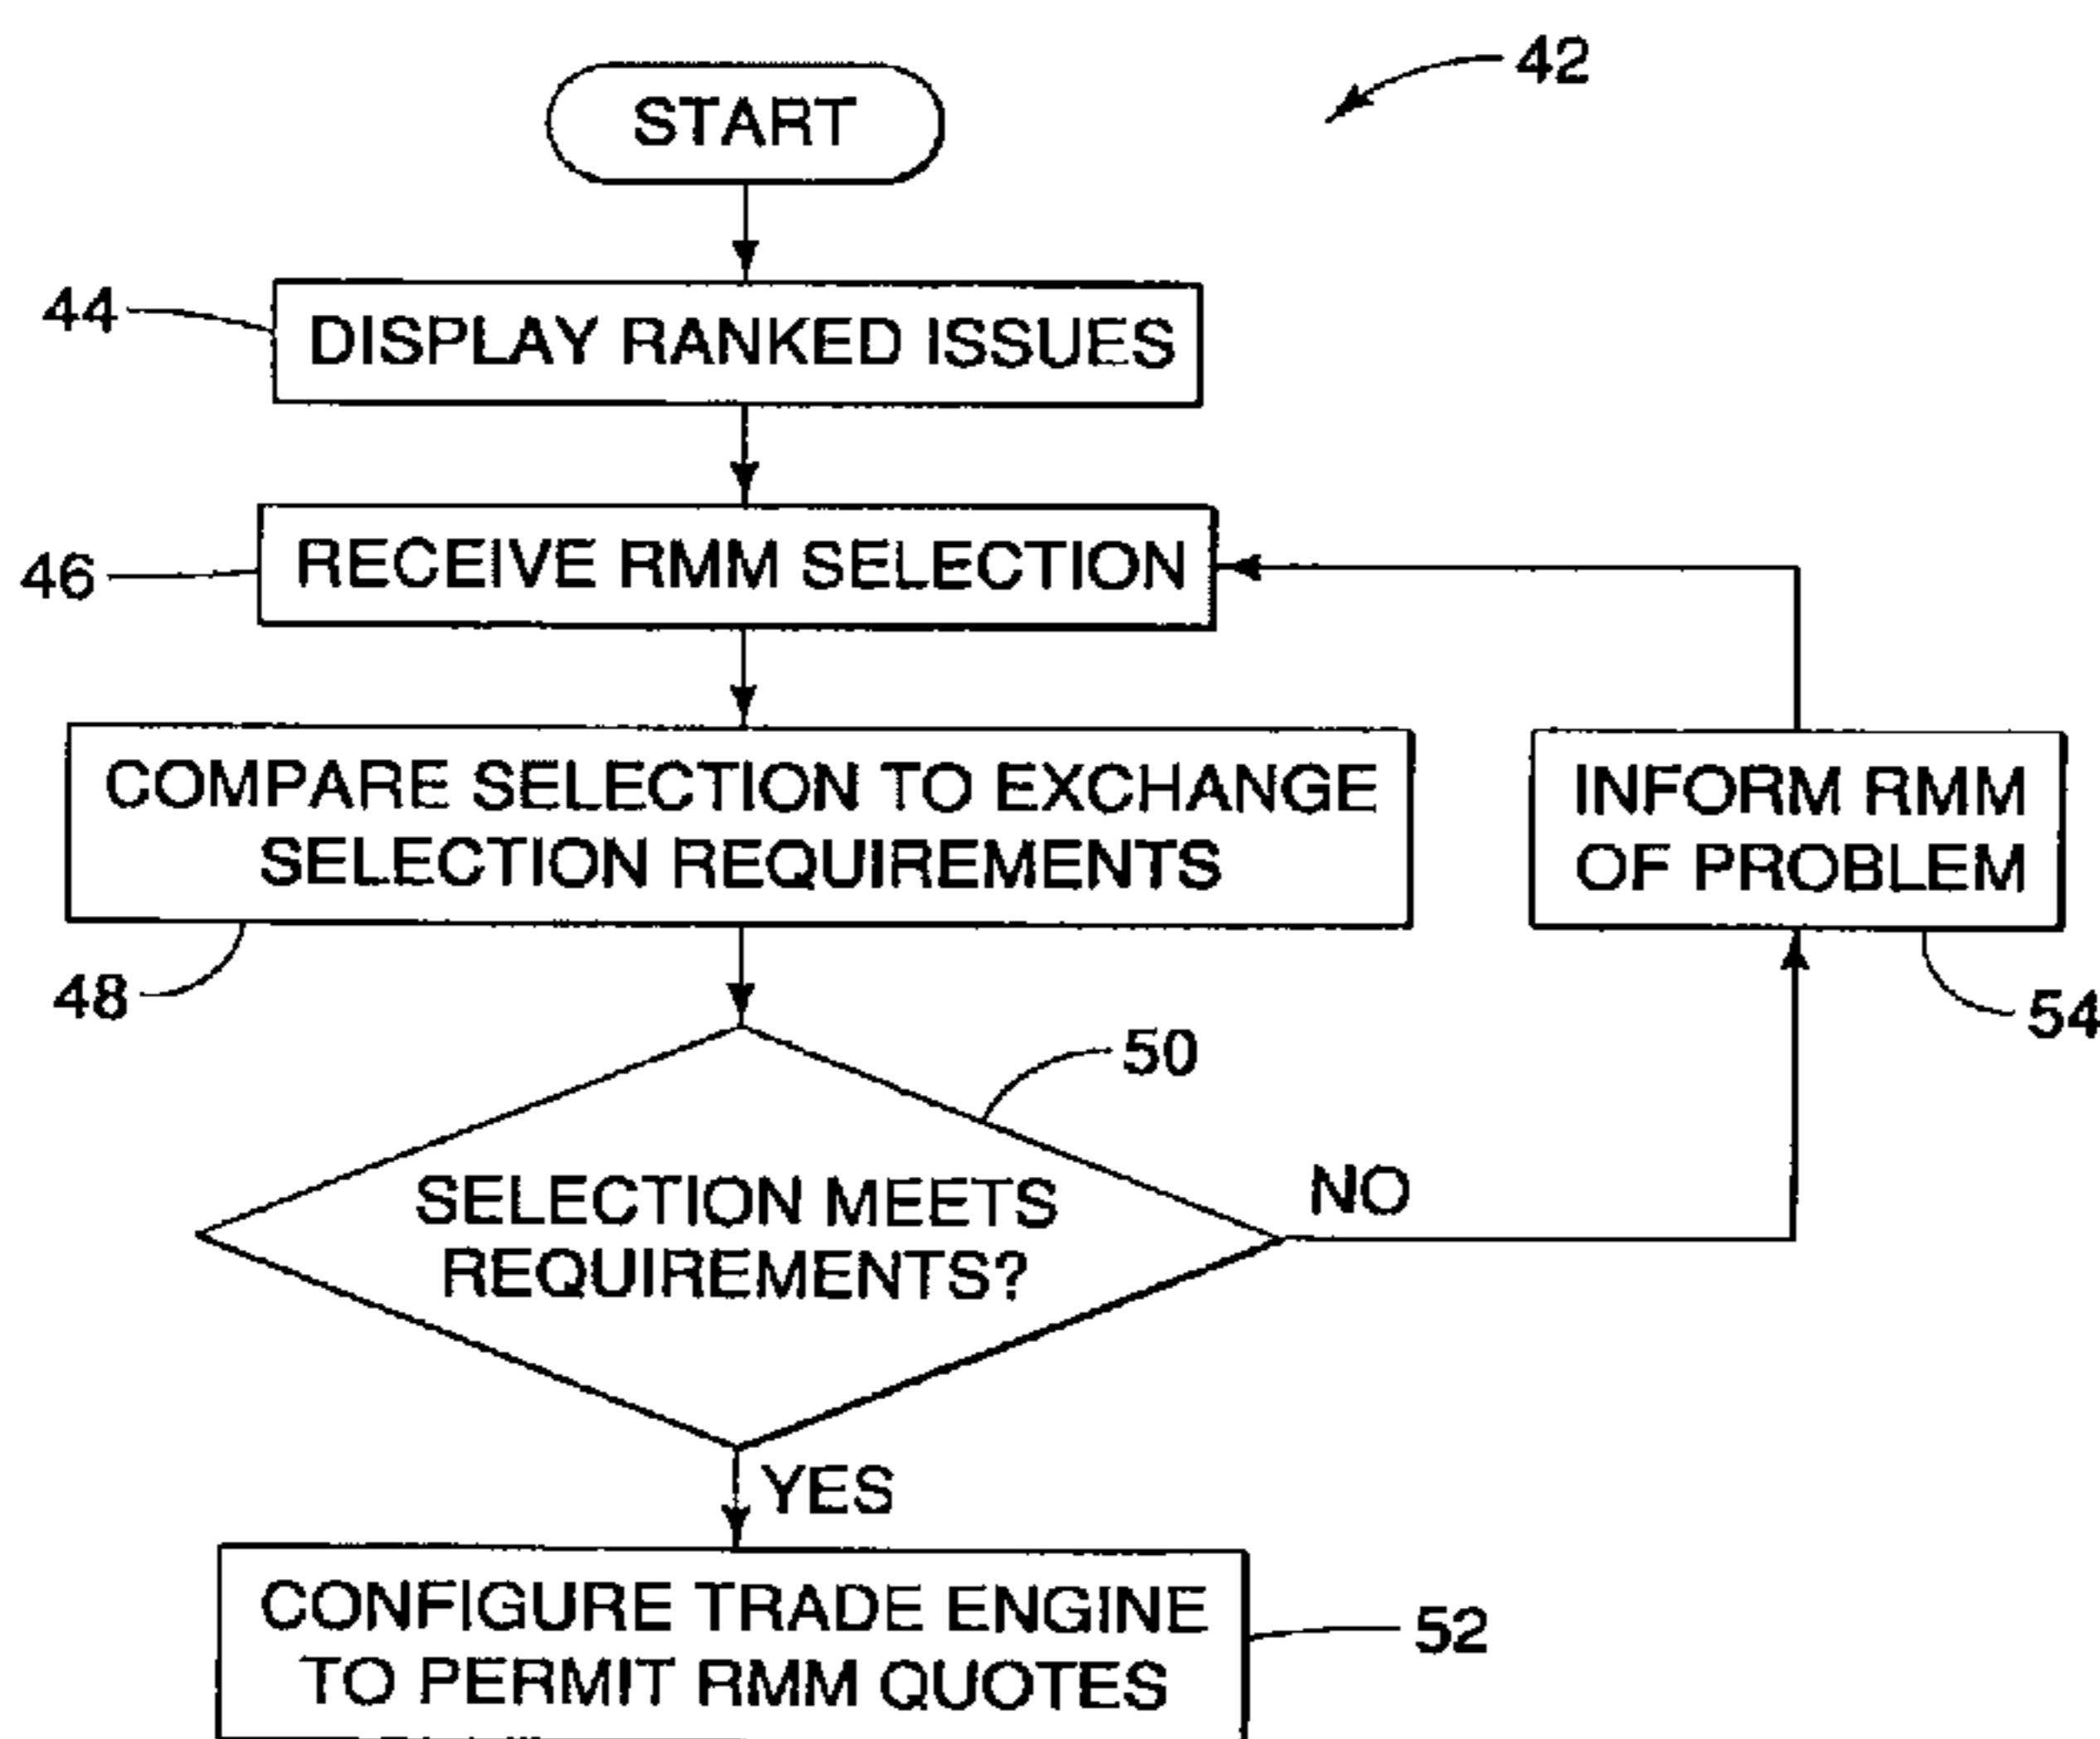 42
START
44
DISPLAY RANKED ISSUES
46
RECEIVE RMM SELECTION
COMPARE SELECTION TO EXCHANGE
SELECTION REQUIREMENTS
48
INFORM RMM
OF PROBLEM
54
50
SELECTION MEETS
REQUIREMENTS?
NO
YES
CONFIGURE TRADE ENGINE
TO PERMIT RMM QUOTES
52